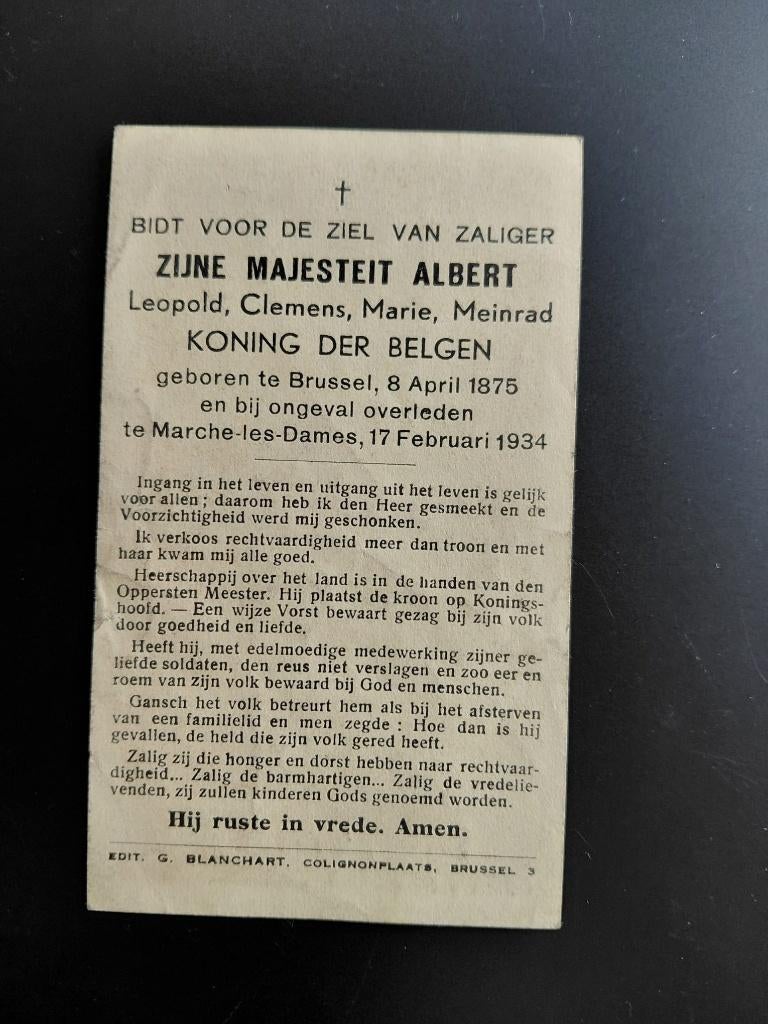 †
BIDT VOOR DE ZIEL VAN ZALIGER
ZIJNE MAJESTEIT ALBERT
Leopold, Clemens, Marie, Meinrad
KONING DER BELGEN
geboren te Brussel, 8 April 1875
en bij ongeval overleden
te Marche-les-Dames, 17 Februari 1934
Ingang in het leven en uitgang uit het leven is gelijk
voor allen ; daarom heb ik den Heer gesmeekt en de
Voorzichtigheid werd mij geschonken.
Ik verkoos rechtvaardigheid meer dan troon en met
haar kwam mij alle goed.
Heerschappij over het land is in de handen van den
Oppersten Meester. Hij plaatst de kroon op Konings-
hoofd. — Een wijze Vorst bewaart gezag bij zijn volk
door goedheid en liefde.
Heeft hij, met edelmoedige medewerking zijner ge-
liefde soldaten, den reus niet verslagen en zoo eer en
roem van zijn volk bewaard bij God en menschen.
Gansch het volk betreurt hem als bij het afsterven
van een familielid en men zegde : Hoe dan is hij
gevallen, de held die zijn volk gered heeft.
Zalig zij die honger en dorst hebben naar rechtvaar-
digheid... Zalig de barmhartigen... Zalig de vredelie-
venden, zij zullen kinderen Gods genoemd worden.
Hij ruste in vrede. Amen.
EDIT. G. BLANCHART, COLIGNONPLAATS, BRUSSEL 3